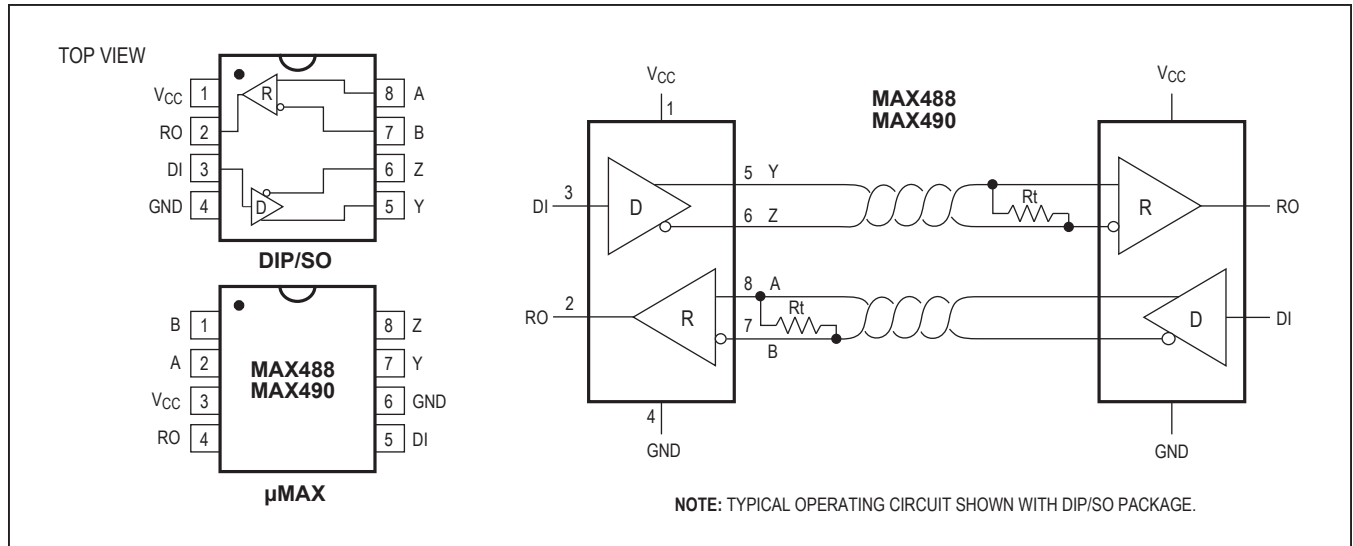 TOP VIEW
VCC 1
RO 2
DI 3
GND 4
8 A
7 B
6 Z
5 Y
R
D
DIP/SO
B 1
A 2
VCC 3
RO 4
8 Z
7 Y
6 GND
5 DI
MAX488
MAX490
µMAX
VCC
1
MAX488
MAX490
VCC
DI 3
D
5 Y
6 Z
Rt
R
RO
RO 2
R
8 A
7
B
Rt
D
DI
4
GND
GND
NOTE: TYPICAL OPERATING CIRCUIT SHOWN WITH DIP/SO PACKAGE.